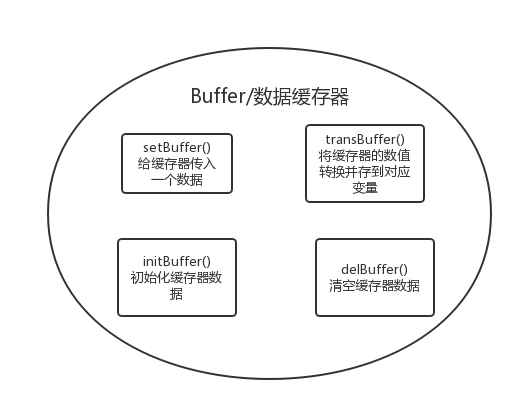 Buffer/数据缓存器
setBuffer()
给缓存器传入
一个数据
transBuffer()
将缓存器的数值
转换并存到对应
变量
initBuffer()
初始化缓存器数
据
delBuffer()
清空缓存器数据